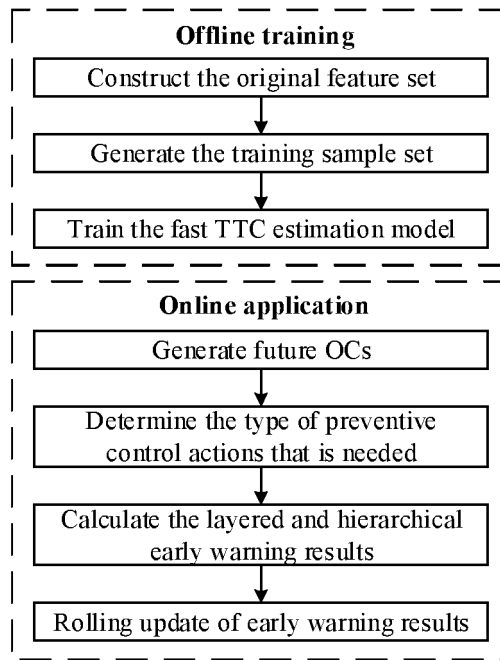 Offline training
Construct the original feature set
Generate the training sample set
Train the fast TTC estimation model
Online application
Generate future OCs
Determine the type of preventive
control actions that is needed
Calculate the layered and hierarchical
early warning results
Rolling update of early warning results